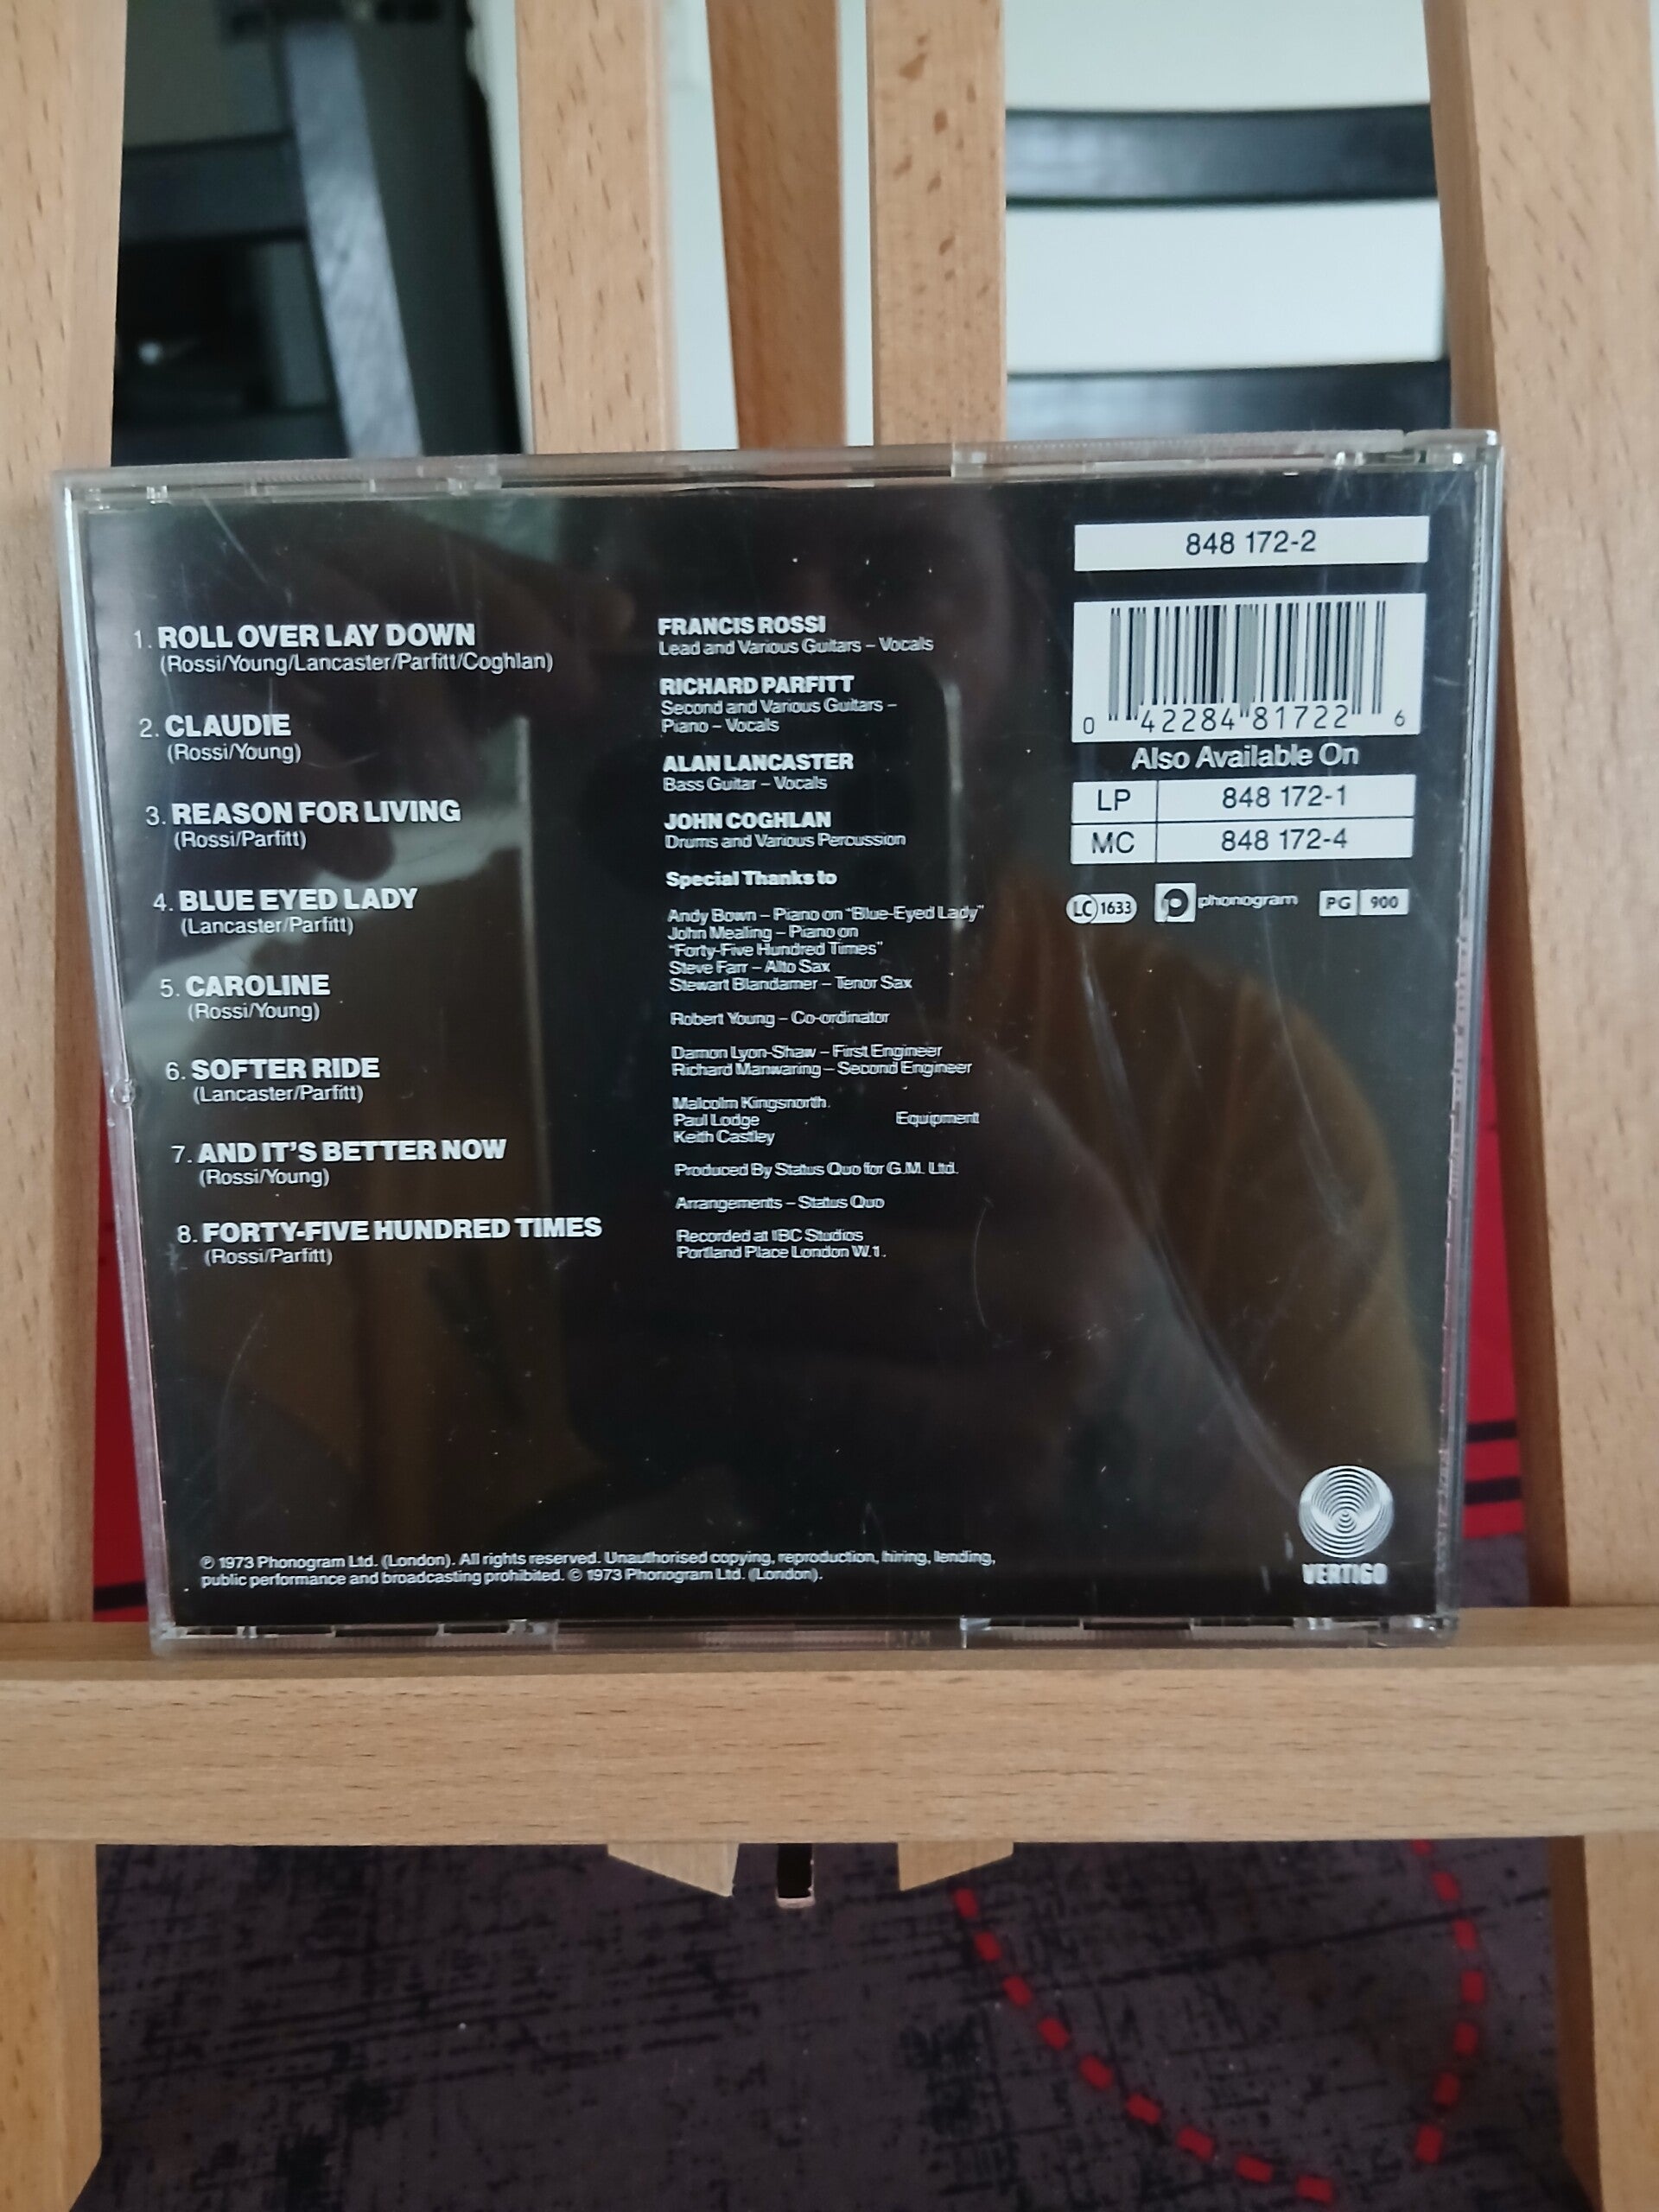 1. ROLL OVER LAY DOWN
(Rossi/Young/Lancaster/Parfitt/Coghlan)
2. CLAUDIE
(Rossi/Young)
3. REASON FOR LIVING
(Rossi/Parfitt)
4. BLUE EYED LADY
(Lancaster/Parfitt)
5. CAROLINE
(Rossi/Young)
6. SOFTER RIDE
(Lancaster/Parfitt)
7. AND IT'S BETTER NOW
(Rossi/Young)
8. FORTY-FIVE HUNDRED TIMES
(Rossi/Parfitt)
FRANCIS ROSSI
Lead and Various Guitars – Vocals
RICHARD PARFITT
Second and Various Guitars –
Piano – Vocals
ALAN LANCASTER
Bass Guitar – Vocals
JOHN COGHLAN
Drums and Various Percussion
Special Thanks to
Andy Bown – Piano on "Blue-Eyed Lady"
John Mealing – Piano on
"Forty-Five Hundred Times"
Steve Farr – Alto Sax
Stewart Blandamer – Tenor Sax
Robert Young – Co-ordinator
Damon Lyon-Shaw – First Engineer
Richard Manwaring – Second Engineer
Malcolm Kingsnorth
Paul Lodge Equipment
Keith Castley
Produced By Status Quo for G.M. Ltd.
Arrangements – Status Quo
Recorded at IBC Studios
Portland Place London W.1.
848 172-2
0 42284 81722 6
Also Available On
LP 848 172-1
MC 848 172-4
LC 1633 phonogram PG 900
VERTIGO
℗ 1973 Phonogram Ltd. (London). All rights reserved. Unauthorised copying, reproduction, hiring, lending,
public performance and broadcasting prohibited. © 1973 Phonogram Ltd. (London).